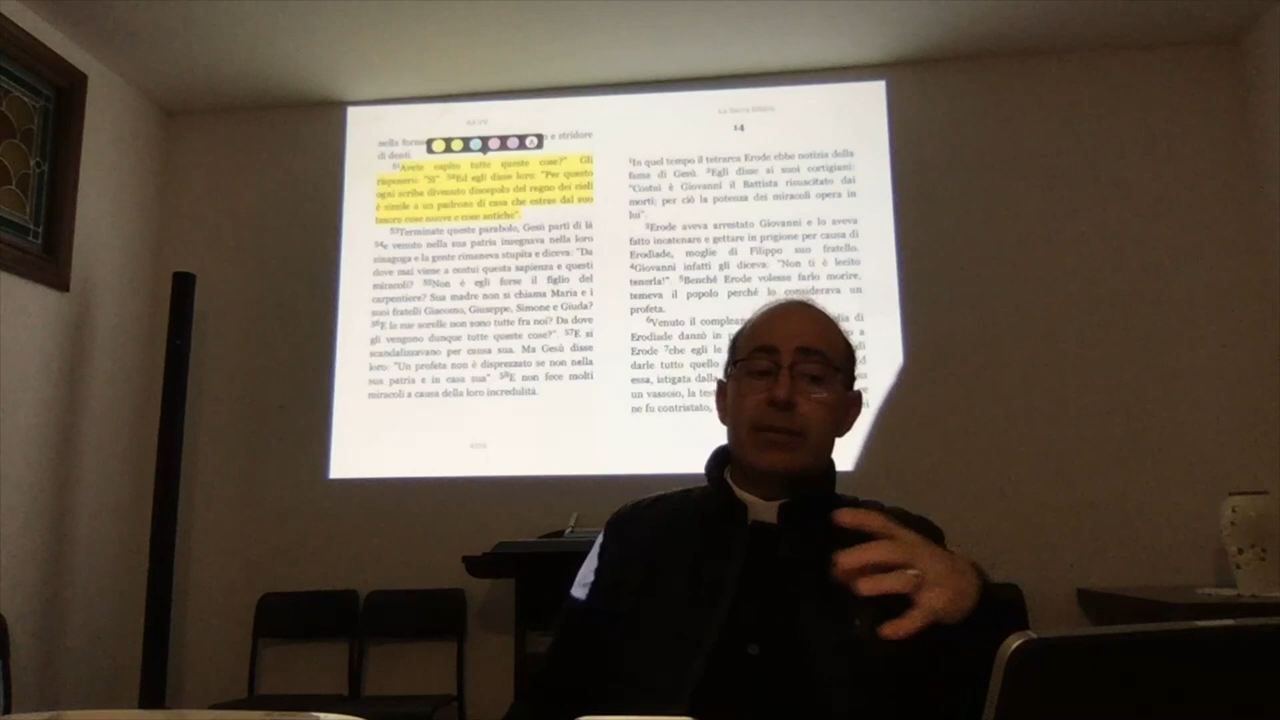 nella
e stridore
di denti.
51Avete capito tutte queste cose?" Gli
risposero: "Sì". 52Ed egli disse loro: "Per questo
ogni scriba divenuto discepolo del regno dei cieli
è simile a un padrone di casa che estrae dal suo
tesoro cose nuove e cose antiche".
53Terminate queste parabole, Gesù partì di là
54e venuto nella sua patria insegnava nella loro
sinagoga e la gente rimaneva stupita e diceva: "Da
dove mai viene a costui questa sapienza e questi
miracoli? 55Non è egli forse il figlio del
carpentiere? Sua madre non si chiama Maria e i
suoi fratelli Giacomo, Giuseppe, Simone e Giuda?
56E le sue sorelle non sono tutte fra noi? Da dove
gli vengono dunque tutte queste cose?". 57E si
scandalizzavano per causa sua. Ma Gesù disse
loro: "Un profeta non è disprezzato se non nella
sua patria e in casa sua" 58E non fece molti
miracoli a causa della loro incredulità.
La Sacra Bibbia
14
1In quel tempo il tetrarca Erode ebbe notizia della
fama di Gesù. 2Egli disse ai suoi cortigiani:
"Costui è Giovanni il Battista risuscitato dai
morti; per ciò la potenza dei miracoli opera in
lui".
3Erode aveva arrestato Giovanni e lo aveva
fatto incatenare e gettare in prigione per causa di
Erodiade, moglie di Filippo suo fratello.
4Giovanni infatti gli diceva: "Non ti è lecito
tenerla!" 5Benché Erode volesse farlo morire,
temeva il popolo perché lo considerava un
profeta.
6Venuto il complean di
Erodiade danzò in a
Erode 7che egli le
darle tutto quello
essa, istigata dalla
un vassoio, la
ne fu contristato,